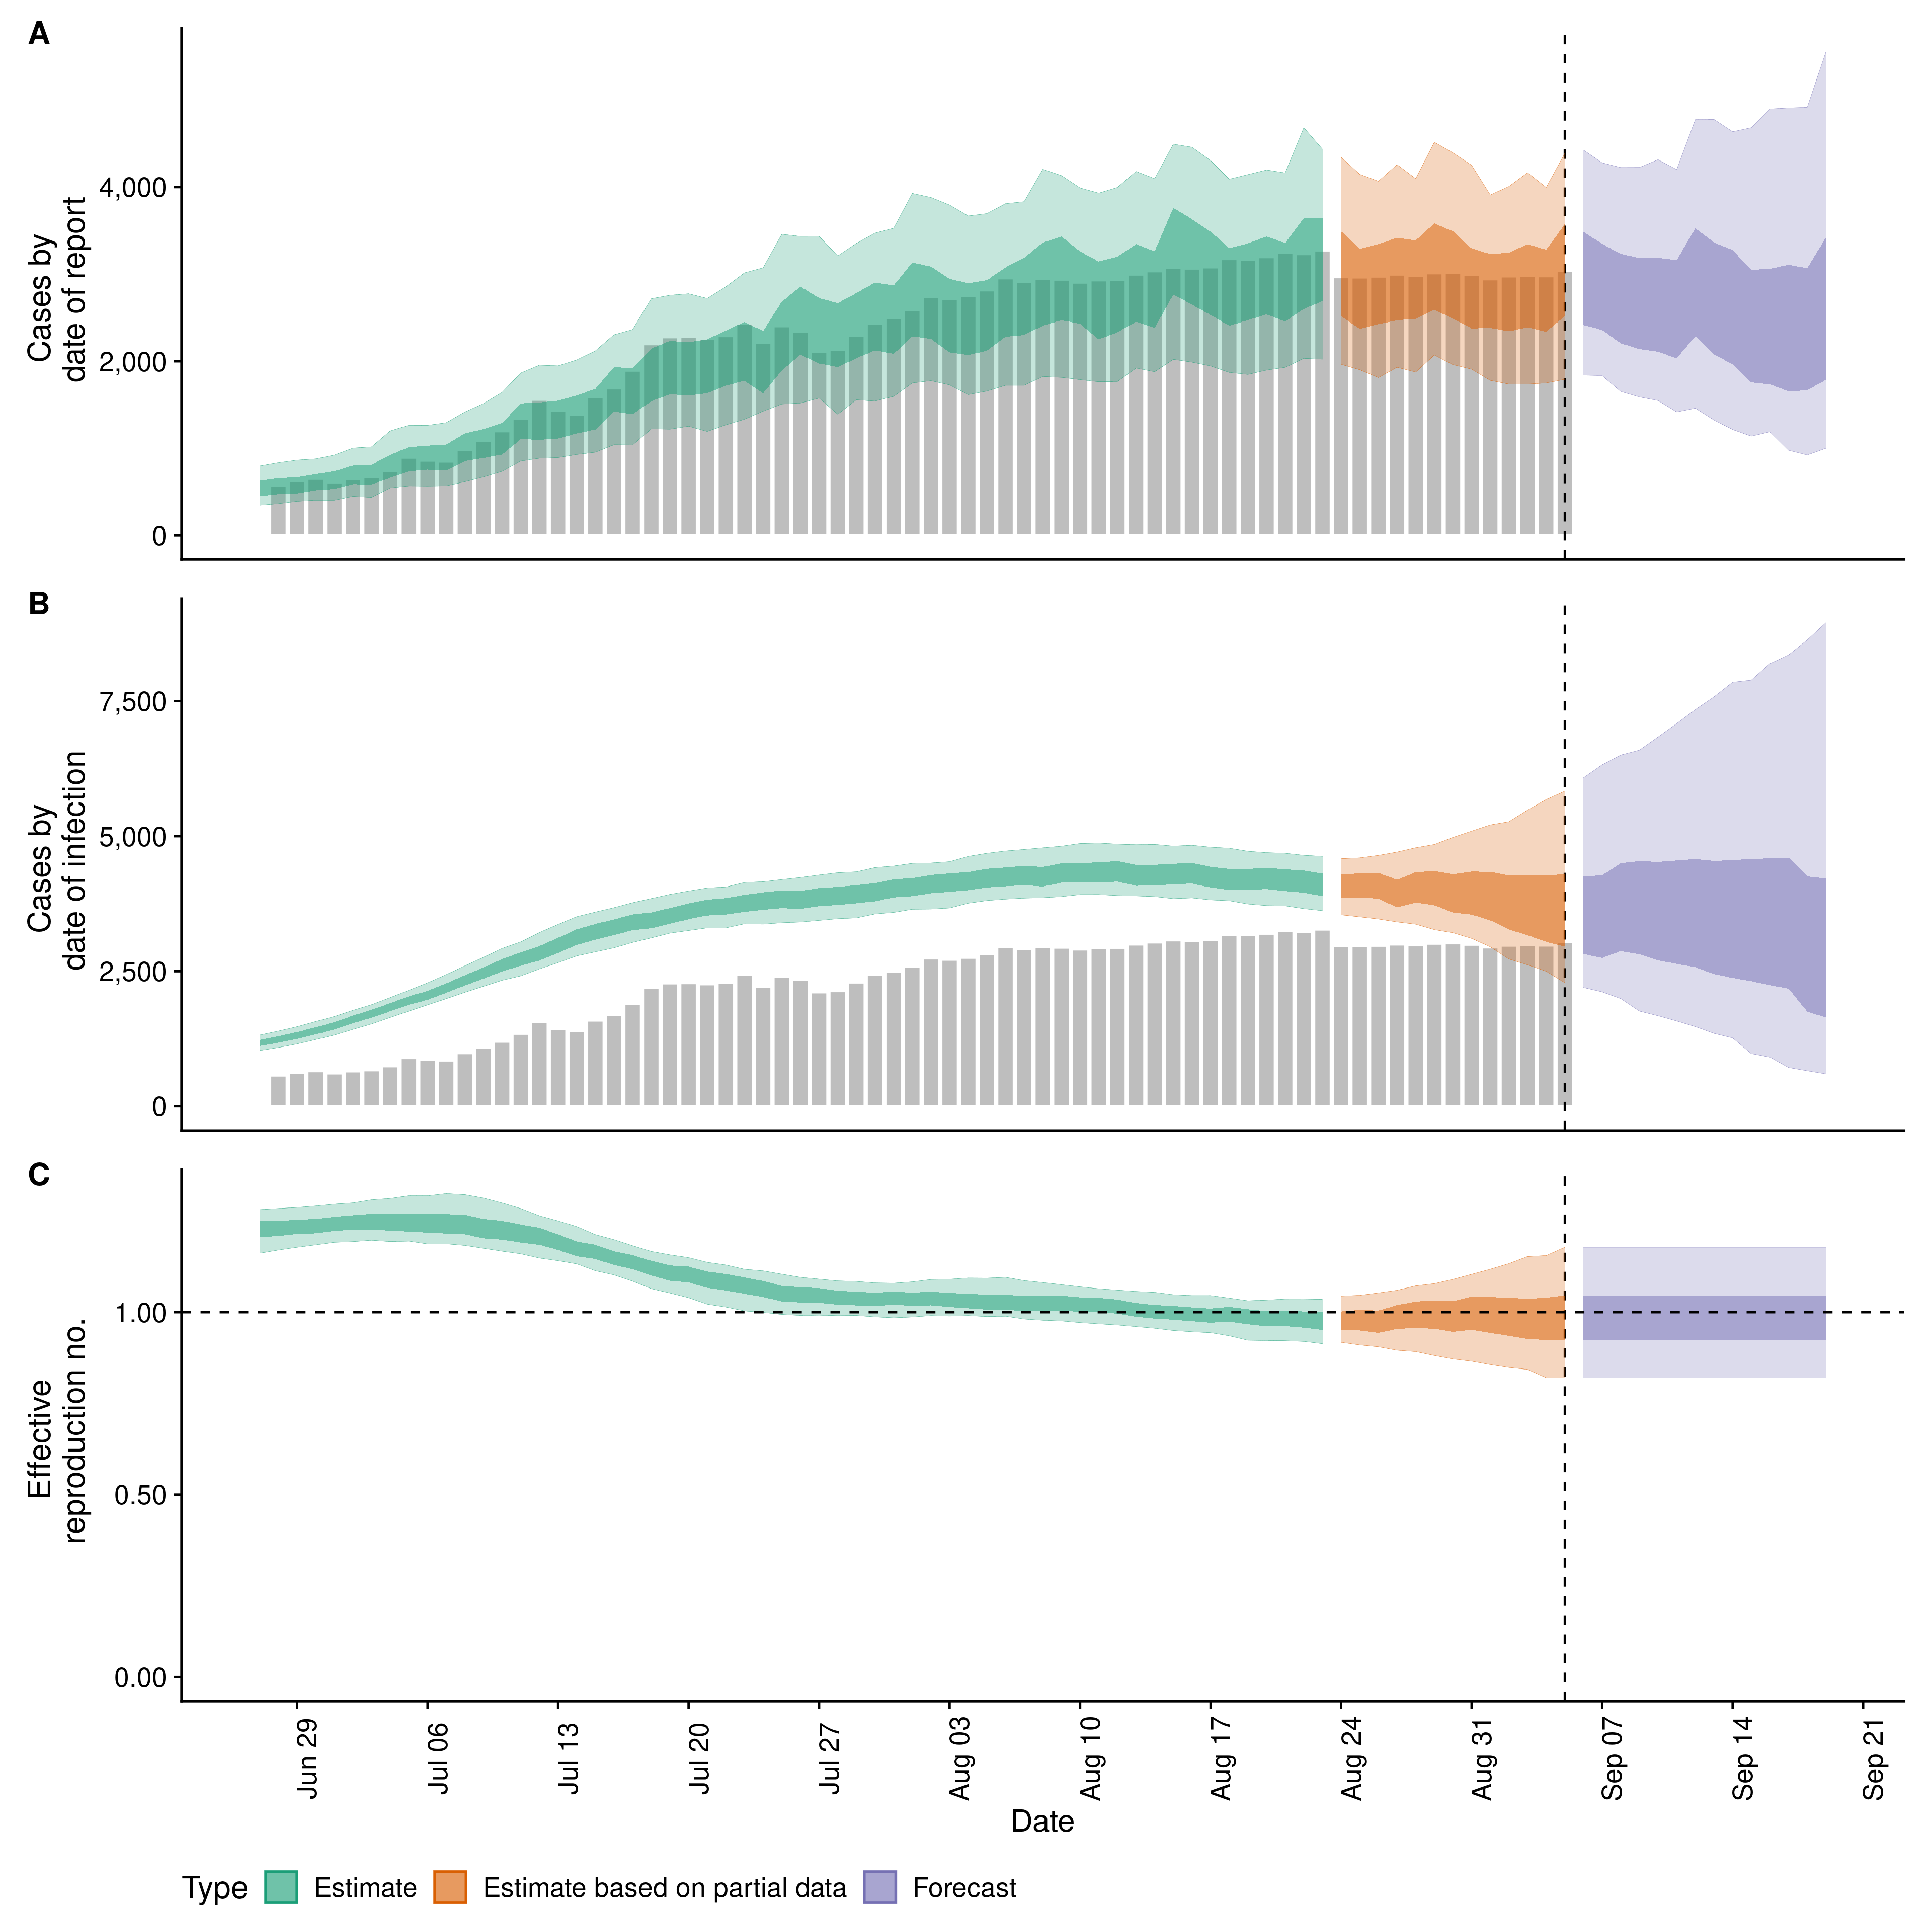 A
Cases by
date of report
4,000
2,000
0
B
Cases by
date of infection
7,500
5,000
2,500
0
C
Effective
reproduction no.
1.00
0.50
0.00
Jun 29
Jul 06
Jul 13
Jul 20
Jul 27
Aug 03
Aug 10
Aug 17
Aug 24
Aug 31
Sep 07
Sep 14
Sep 21
Date
Type Estimate Estimate based on partial data Forecast